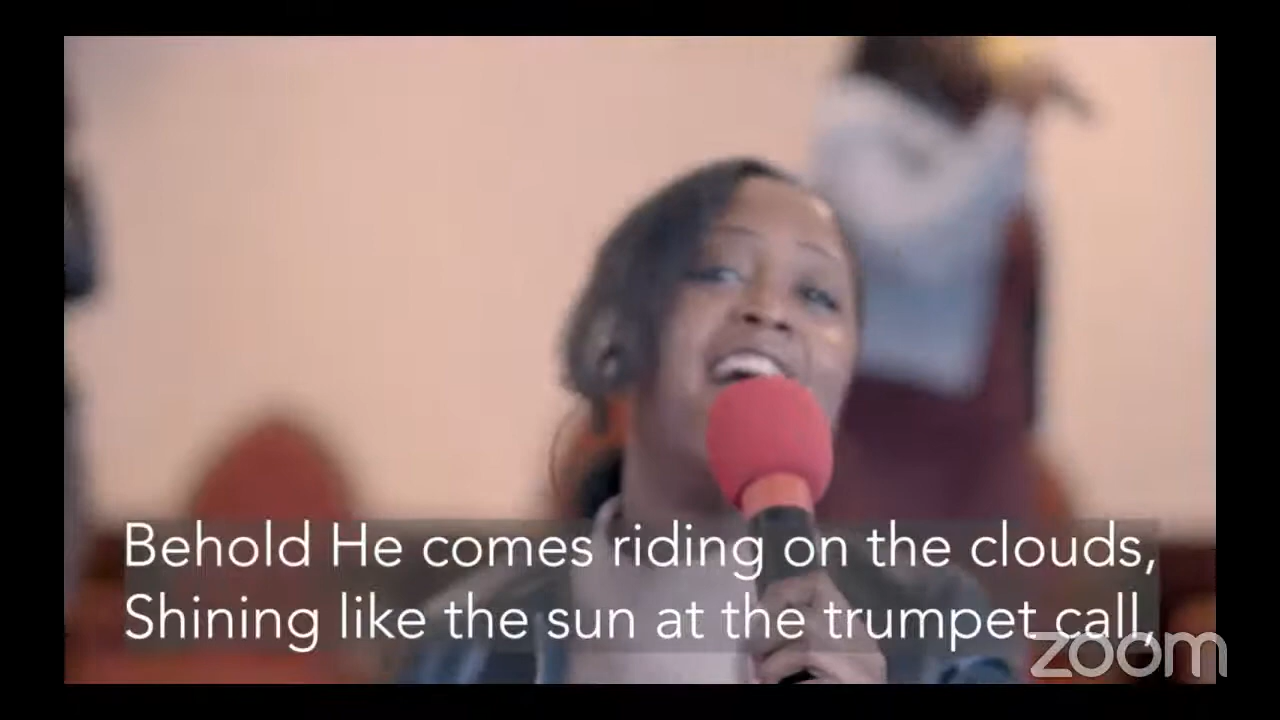 Behold He comes riding on the clouds,
Shining like the sun at the trumpet call,
zoom